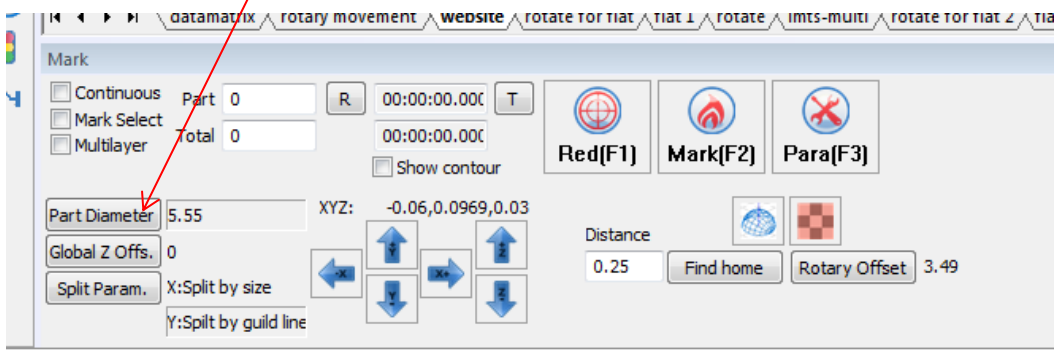 datamatrix rotary movement website rotate for flat flat 1 rotate imts-multi rotate for flat 2 fla
Mark
Continuous Part 0 R 00:00:00.000 T
Mark Select
Multilayer Total 0 00:00:00.000
Show contour
Red(F1) Mark(F2) Para(F3)
Part Diameter 5.55 XYZ: -0.06,0.0969,0.03
Global Z Offs. 0 Y Z Distance
-X X+ 0.25 Find home Rotary Offset 3.49
Split Param. X:Split by size Y Z
Y:Spilt by guild line